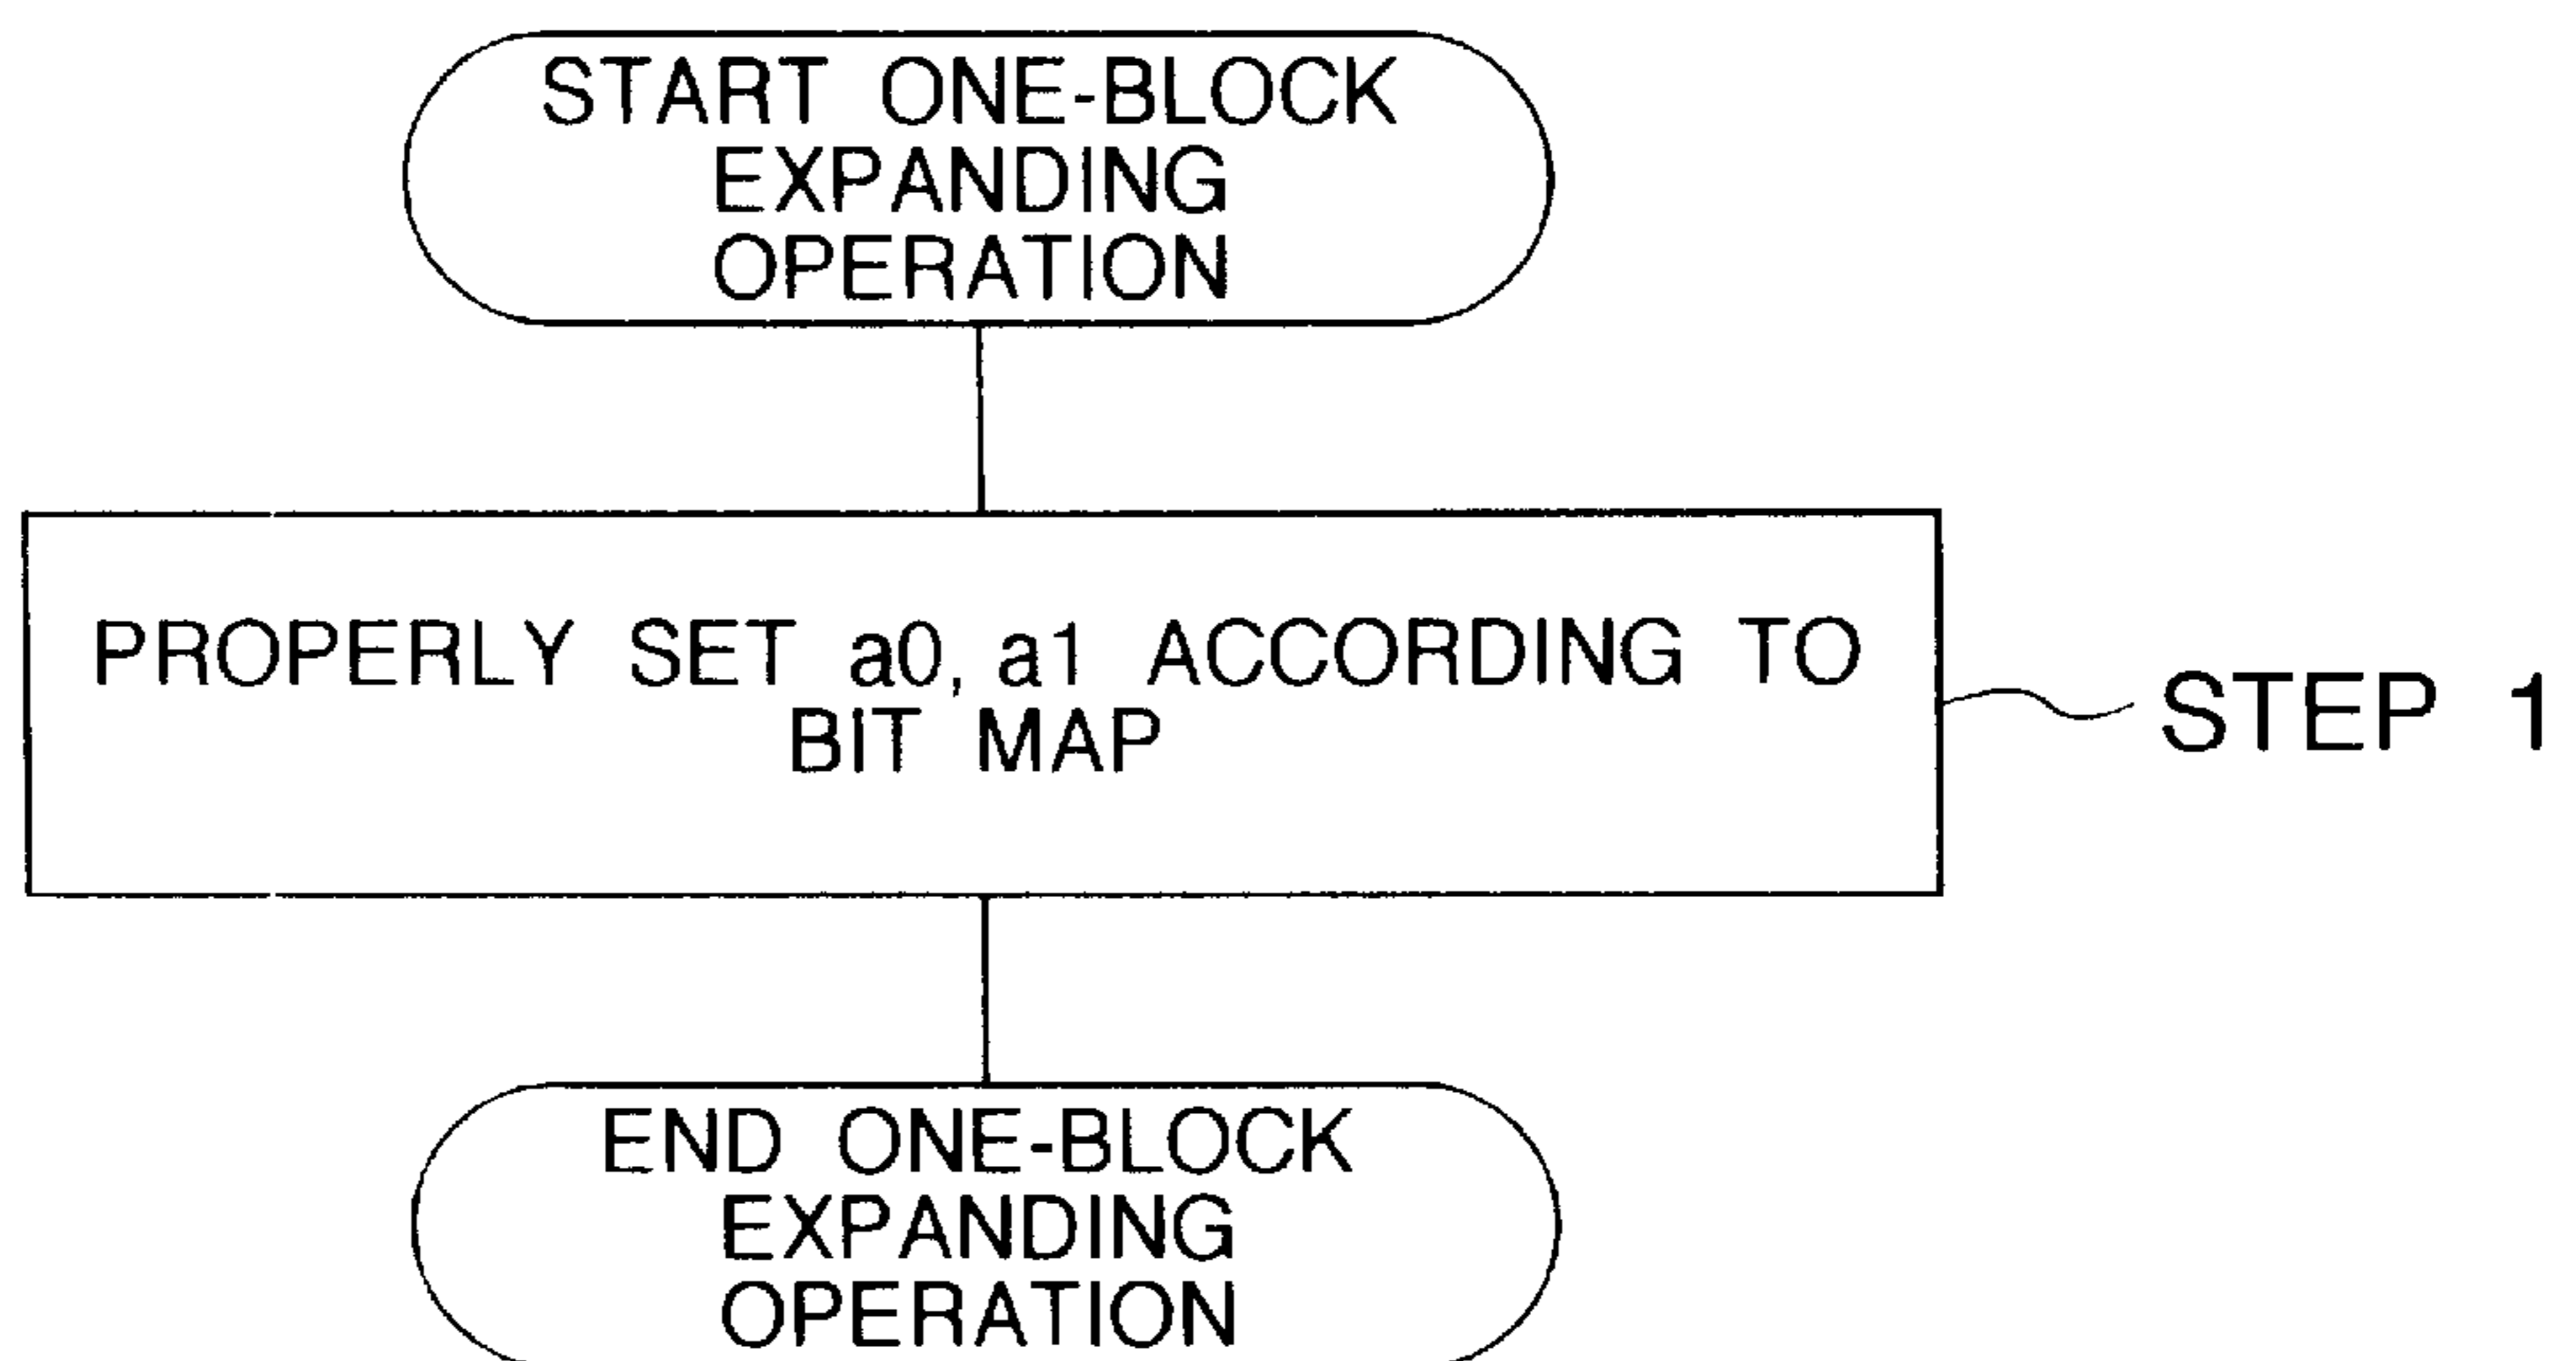 START ONE-BLOCK
EXPANDING
OPERATION
PROPERLY SET a0, a1 ACCORDING TO
BIT MAP
STEP 1
END ONE-BLOCK
EXPANDING
OPERATION